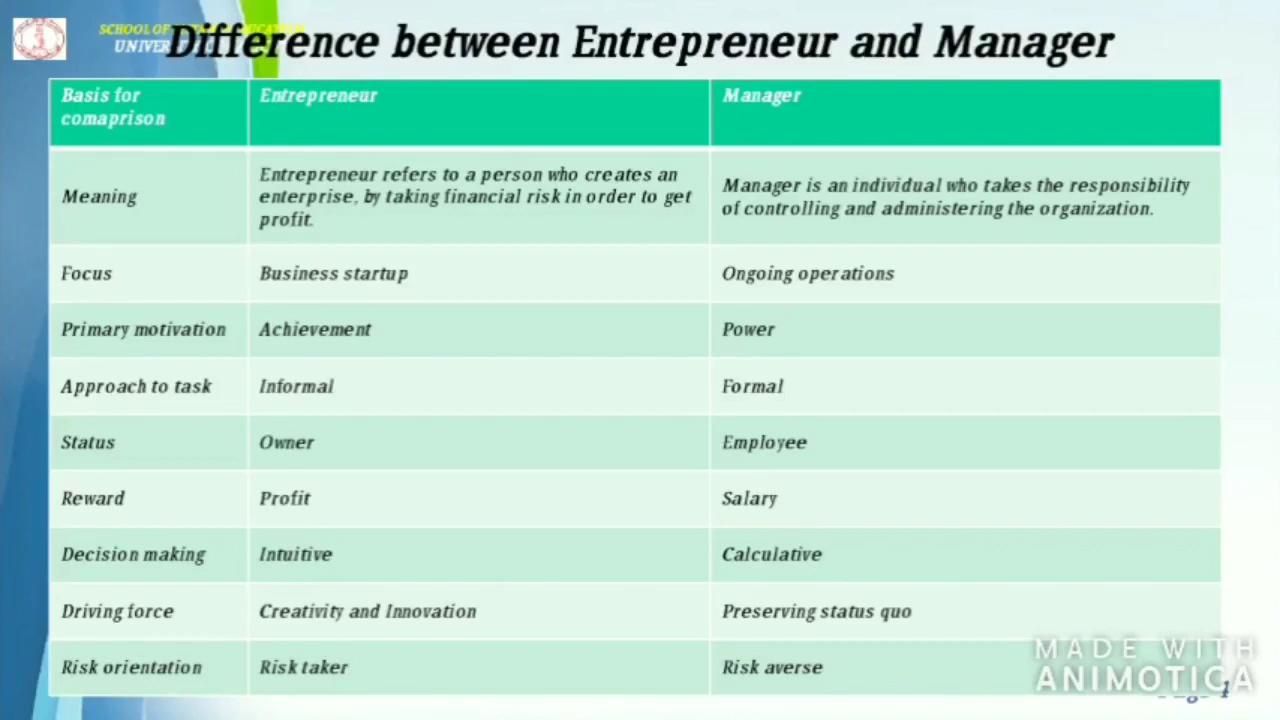 SCHOOL OF
UNIVER
Difference between Entrepreneur and Manager
Basis for
comaprison
Entrepreneur
Manager
Meaning
Entrepreneur refers to a person who creates an
enterprise, by taking financial risk in order to get
profit.
Manager is an individual who takes the responsibility
of controlling and administering the organization.
Focus
Business startup
Ongoing operations
Primary motivation
Achievement
Power
Approach to task
Informal
Formal
Status
Owner
Employee
Reward
Profit
Salary
Decision making
Intuitive
Calculative
Driving force
Creativity and Innovation
Preserving status quo
Risk orientation
Risk taker
Risk averse
MADE WITH
ANIMOTICA